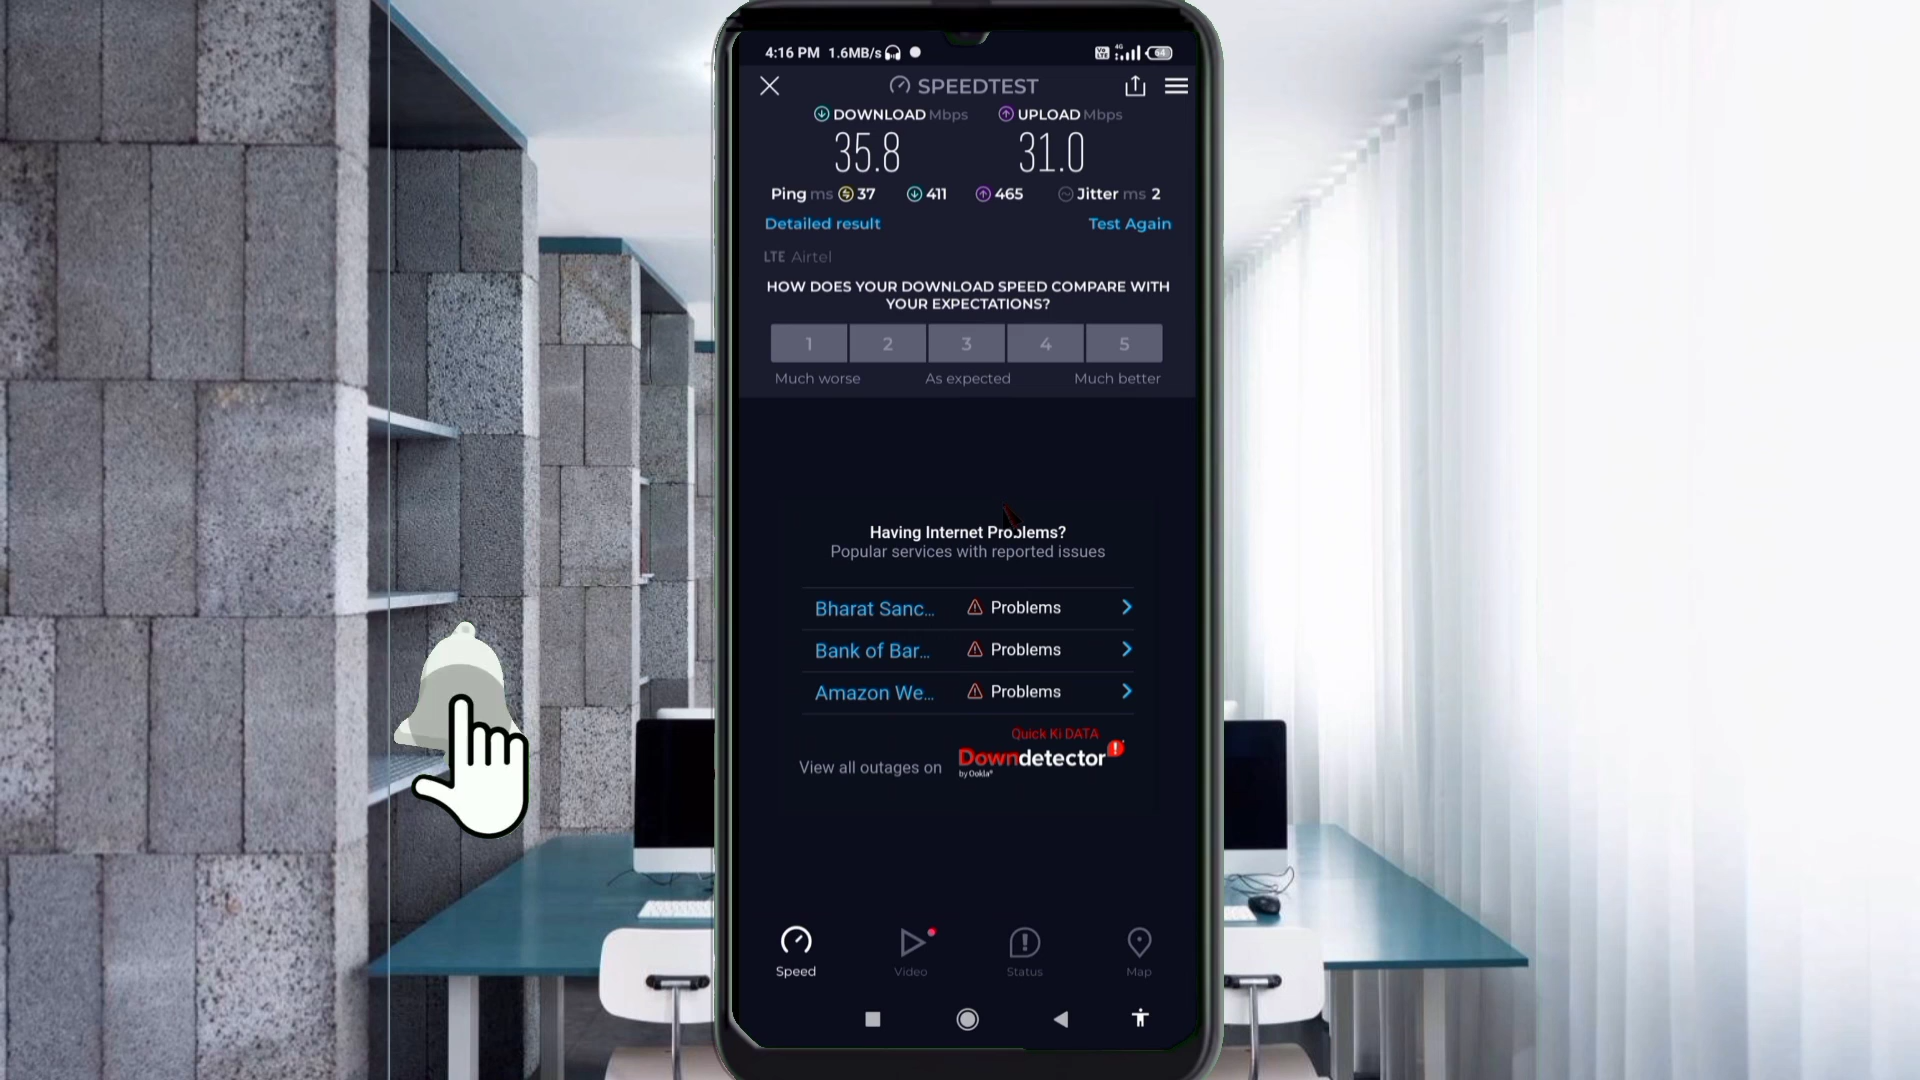 4:16 PM 1.6MB/s Vo LTE 4G 64
SPEEDTEST
DOWNLOAD Mbps UPLOAD Mbps
35.8 31.0
Ping ms 37 411 465 Jitter ms 2
Detailed result Test Again
LTE Airtel
HOW DOES YOUR DOWNLOAD SPEED COMPARE WITH
YOUR EXPECTATIONS?
1 2 3 4 5
Much worse As expected Much better
Having Internet Problems?
Popular services with reported issues
Bharat Sanc... Problems
Bank of Bar... Problems
Amazon We... Problems
Quick Ki DATA
View all outages on Downdetector
by Ookla®
Speed Video Status Map